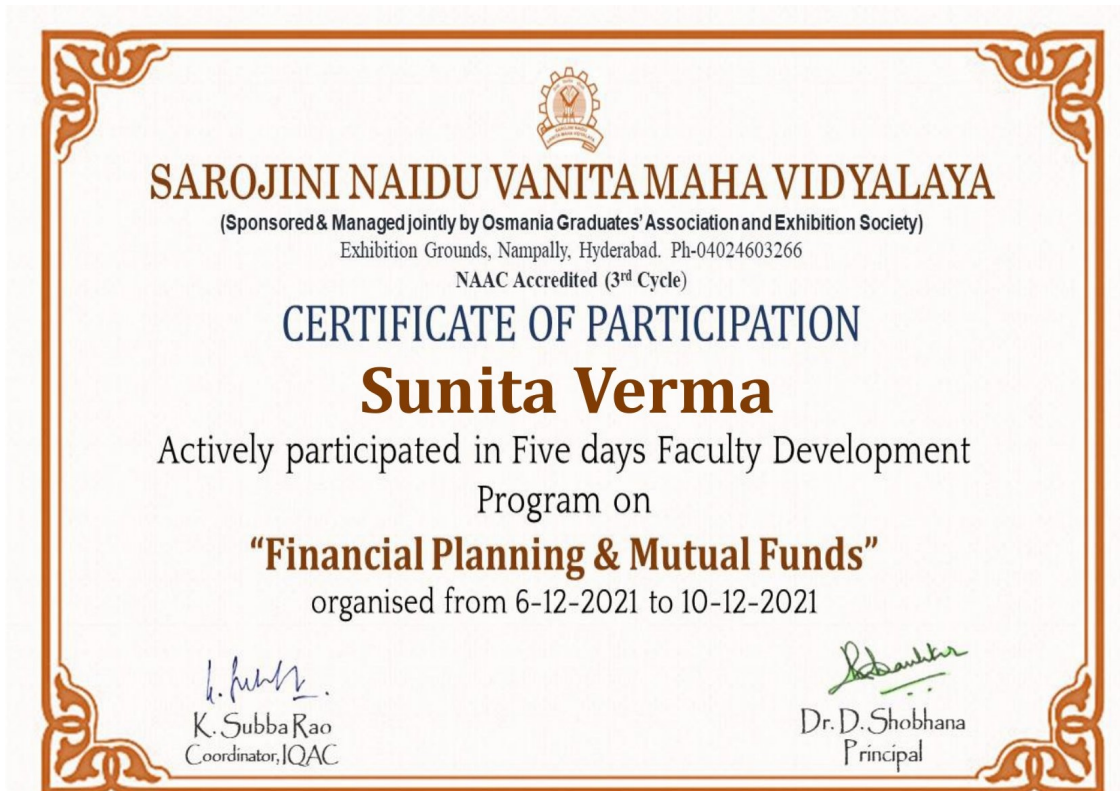 SAROJINI NAIDU VANITA MAHA VIDYALAYA
(Sponsored & Managed jointly by Osmania Graduates' Association and Exhibition Society)
Exhibition Grounds, Nampally, Hyderabad. Ph-04024603266
NAAC Accredited (3rd Cycle)
CERTIFICATE OF PARTICIPATION
Sunita Verma
Actively participated in Five days Faculty Development
Program on
“Financial Planning & Mutual Funds”
organised from 6-12-2021 to 10-12-2021
K. Subba Rao
Coordinator, IQAC
Dr. D. Shobhana
Principal